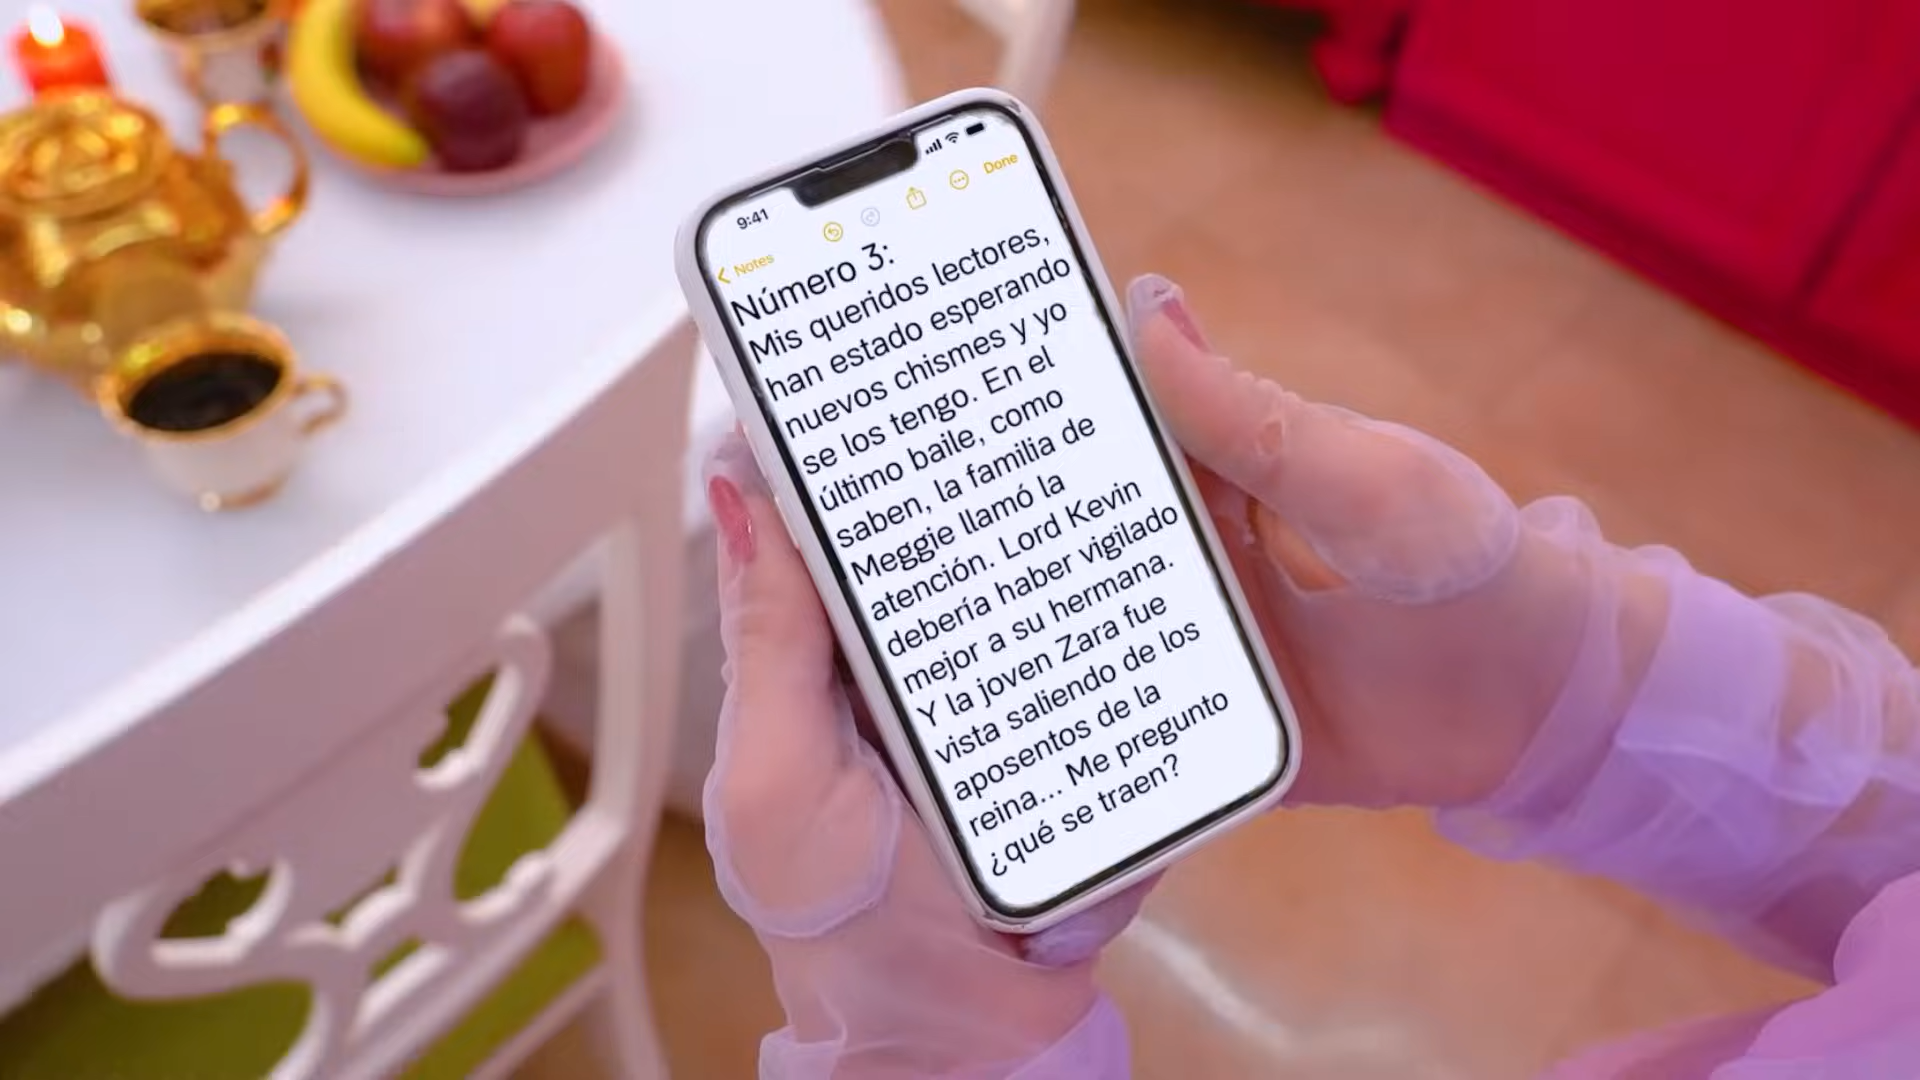 9:41
Done
Notes
Número 3:
Mis queridos lectores,
han estado esperando
nuevos chismes y yo
se los tengo. En el
último baile, como
saben, la familia de
Meggie llamó la
atención. Lord Kevin
debería haber vigilado
mejor a su hermana.
Y la joven Zara fue
vista saliendo de los
aposentos de la
reina... Me pregunto
¿qué se traen?